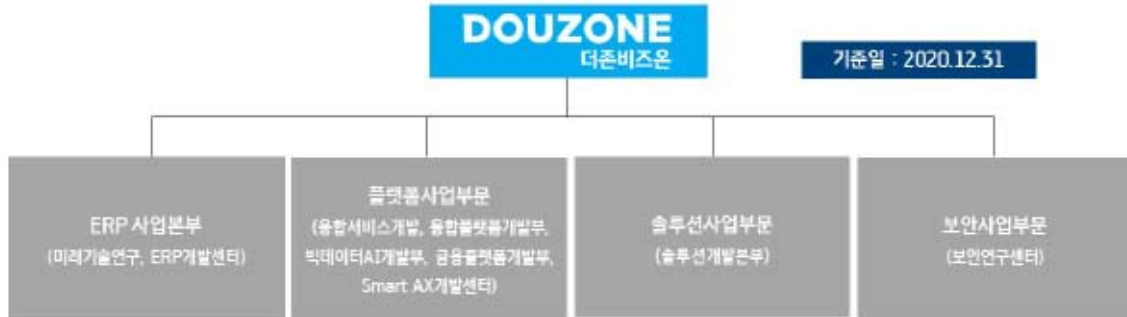 DOUZONE
더존비즈온
기준일 : 2020.12.31
ERP 사업본부
(미래기술연구, ERP개발센터)
플랫폼사업부문
(융합서비스개발, 융합플랫폼개발부,
빅데이터AI개발부, 금융플랫폼개발부,
Smart AX개발센터)
솔루션사업부문
(솔루션개발본부)
보안사업부문
(보안연구센터)